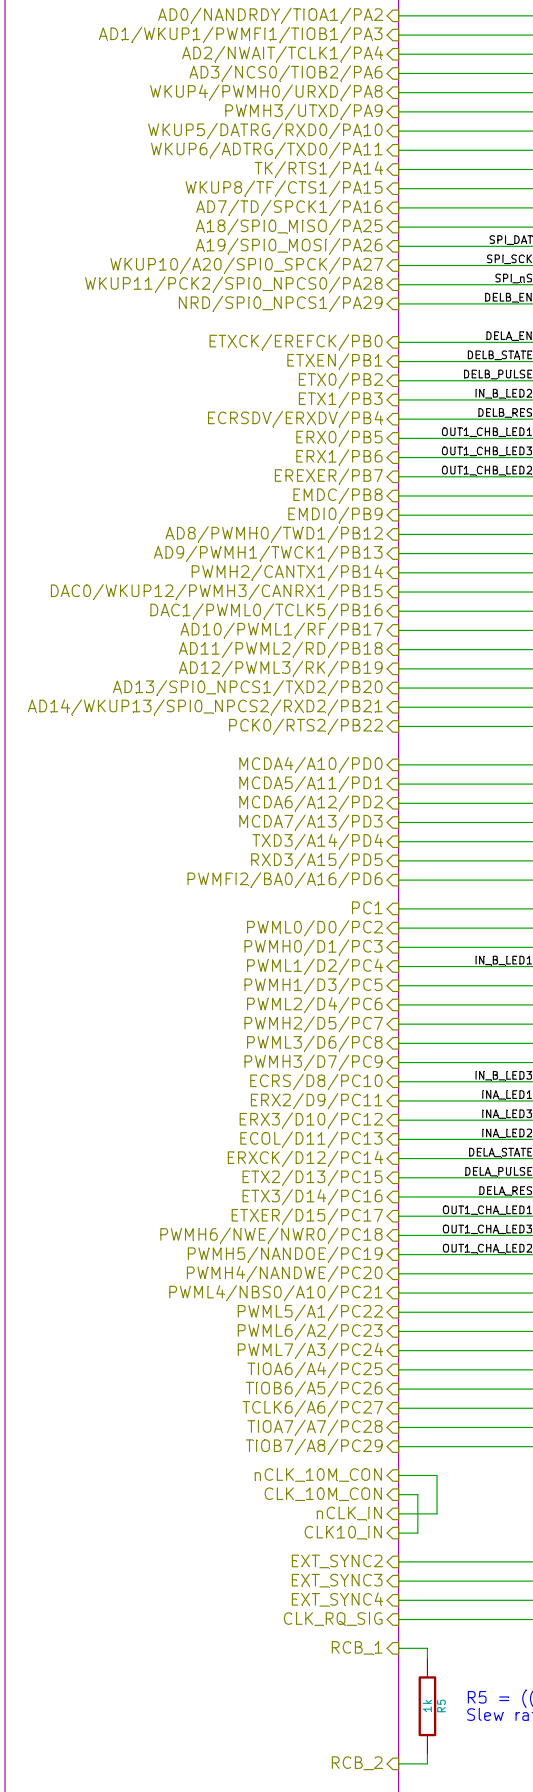 AD0/NANDRDY/TIOA1/PA2
AD1/WKUP1/PWMFI1/TIOB1/PA3
AD2/NWAIT/TCLK1/PA4
AD3/NCS0/TIOB2/PA6
WKUP4/PWMH0/URXD/PA8
PWMH3/UTXD/PA9
WKUP5/DATRG/RXD0/PA10
WKUP6/ADTRG/TXD0/PA11
TK/RTS1/PA14
WKUP8/TF/CTS1/PA15
AD7/TD/SPCK1/PA16
A18/SPI0_MISO/PA25
A19/SPI0_MOSI/PA26 SPI_DAT
WKUP10/A20/SPI0_SPCK/PA27 SPI_SCK
WKUP11/PCK2/SPI0_NPCS0/PA28 SPI_nS
NRD/SPI0_NPCS1/PA29 DELB_EN
ETXCK/EREFCK/PB0 DELA_EN
ETXEN/PB1 DELB_STATE
ETX0/PB2 DELB_PULSE
ETX1/PB3 IN_B_LED2
ECRSDV/ERXDV/PB4 DELB_RES
ERX0/PB5 OUT1_CHB_LED1
ERX1/PB6 OUT1_CHB_LED3
EREXER/PB7 OUT1_CHB_LED2
EMDC/PB8
EMDI0/PB9
AD8/PWMH0/TWD1/PB12
AD9/PWMH1/TWCK1/PB13
PWMH2/CANTX1/PB14
DAC0/WKUP12/PWMH3/CANRX1/PB15
DAC1/PWML0/TCLK5/PB16
AD10/PWML1/RF/PB17
AD11/PWML2/RD/PB18
AD12/PWML3/RK/PB19
AD13/SPI0_NPCS1/TXD2/PB20
AD14/WKUP13/SPI0_NPCS2/RXD2/PB21
PCK0/RTS2/PB22
MCDA4/A10/PD0
MCDA5/A11/PD1
MCDA6/A12/PD2
MCDA7/A13/PD3
TXD3/A14/PD4
RXD3/A15/PD5
PWMFI2/BA0/A16/PD6
PC1
PWML0/D0/PC2
PWMH0/D1/PC3
PWML1/D2/PC4 IN_B_LED1
PWMH1/D3/PC5
PWML2/D4/PC6
PWMH2/D5/PC7
PWML3/D6/PC8
PWMH3/D7/PC9
ECRS/D8/PC10 IN_B_LED3
ERX2/D9/PC11 INA_LED1
ERX3/D10/PC12 INA_LED3
ECOL/D11/PC13 INA_LED2
ERXCK/D12/PC14 DELA_STATE
ETX2/D13/PC15 DELA_PULSE
ETX3/D14/PC16 DELA_RES
ETXER/D15/PC17 OUT1_CHA_LED1
PWMH6/NWE/NWR0/PC18 OUT1_CHA_LED3
PWMH5/NANDOE/PC19 OUT1_CHA_LED2
PWMH4/NANDWE/PC20
PWML4/NBS0/A10/PC21
PWML5/A1/PC22
PWML6/A2/PC23
PWML7/A3/PC24
TIOA6/A4/PC25
TIOB6/A5/PC26
TCLK6/A6/PC27
TIOA7/A7/PC28
TIOB7/A8/PC29
nCLK_10M_CON
CLK_10M_CON
nCLK_IN
CLK10_IN
EXT_SYNC2
EXT_SYNC3
EXT_SYNC4
CLK_RQ_SIG
RCB_1
1k R5
R5 = ((
Slew ra
RCB_2